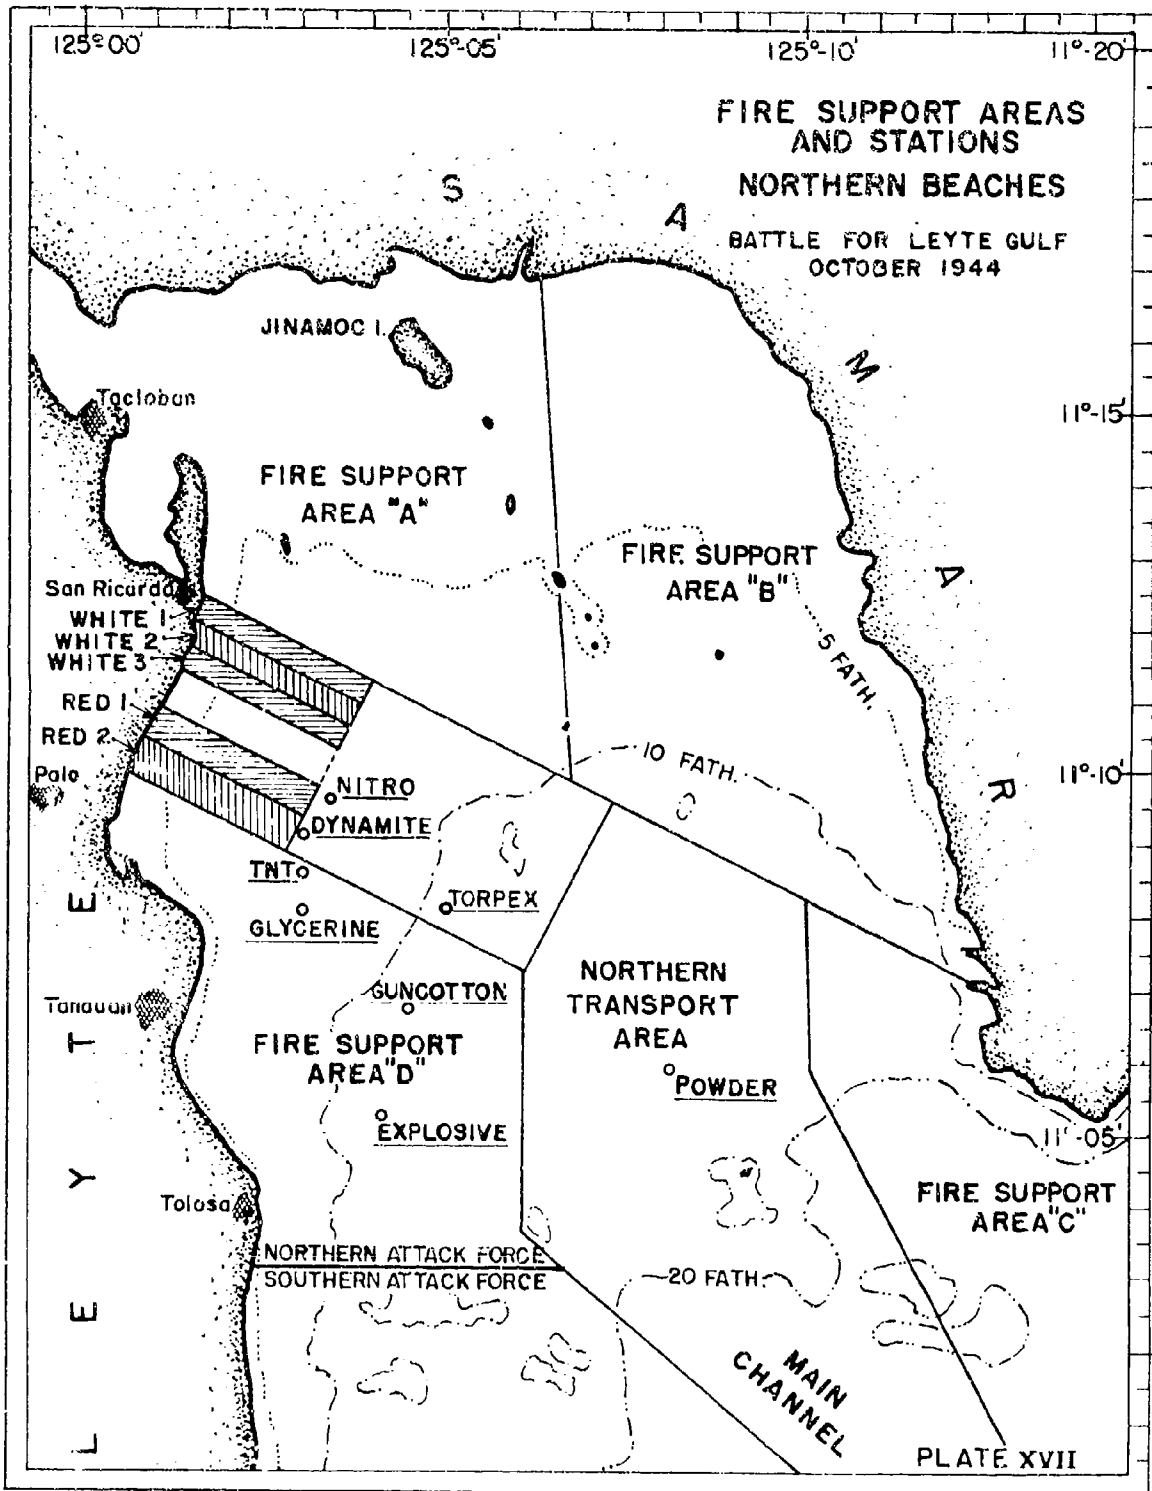 125°00'
125°-05'
125°-10'
11°-20'
FIRE SUPPORT AREAS
AND STATIONS
NORTHERN BEACHES
BATTLE FOR LEYTE GULF
OCTOBER 1944
S A M A R
JINAMOC I.
Tacloban
11°-15'
FIRE SUPPORT
AREA "A"
FIRE SUPPORT
AREA "B"
San Ricardo
WHITE 1
WHITE 2
WHITE 3
5 FATH.
RED 1
RED 2
10 FATH.
11°-10'
Palo
NITRO
DYNAMITE
TNT
TORPEX
GLYCERINE
NORTHERN
TRANSPORT
AREA
GUNCOTTON
Tanauan
FIRE SUPPORT
AREA "D"
POWDER
EXPLOSIVE
11°-05'
FIRE SUPPORT
AREA "C"
Tolosa
NORTHERN ATTACK FORCE
SOUTHERN ATTACK FORCE
20 FATH.
LEYTE
MAIN
CHANNEL
PLATE XVII